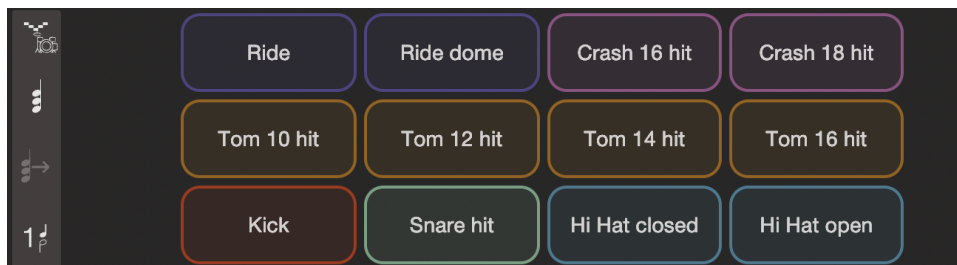 Ride Ride dome Crash 16 hit Crash 18 hit
Tom 10 hit Tom 12 hit Tom 14 hit Tom 16 hit
Kick Snare hit Hi Hat closed Hi Hat open
1